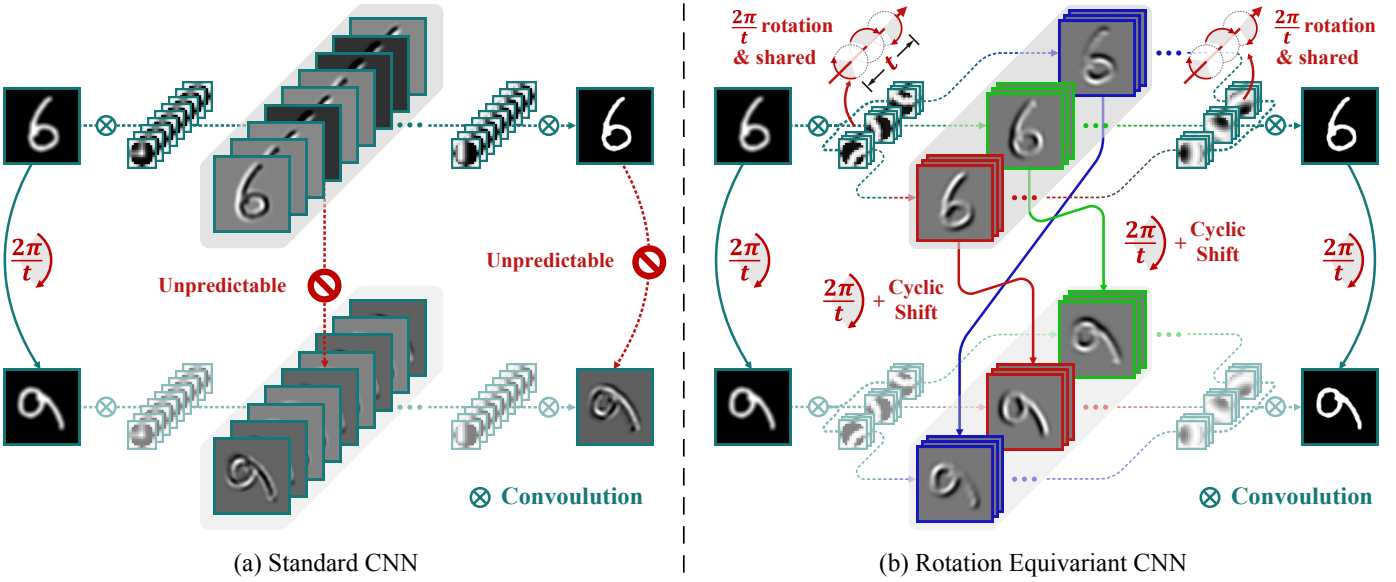 2π/t rotation
& shared
t
2π/t rotation
& shared
2π/t
Unpredictable
Unpredictable
2π/t
2π/t + Cyclic
Shift
2π/t + Cyclic
Shift
2π/t
⊗ Convoulution
⊗ Convoulution
(a) Standard CNN
(b) Rotation Equivariant CNN